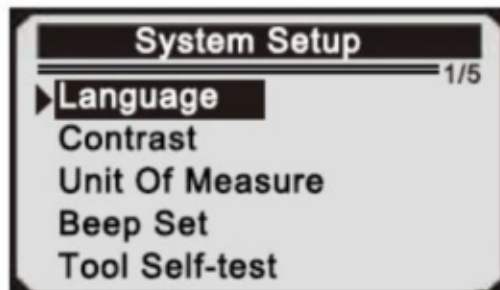 System Setup
1/5
Language
Contrast
Unit Of Measure
Beep Set
Tool Self-test